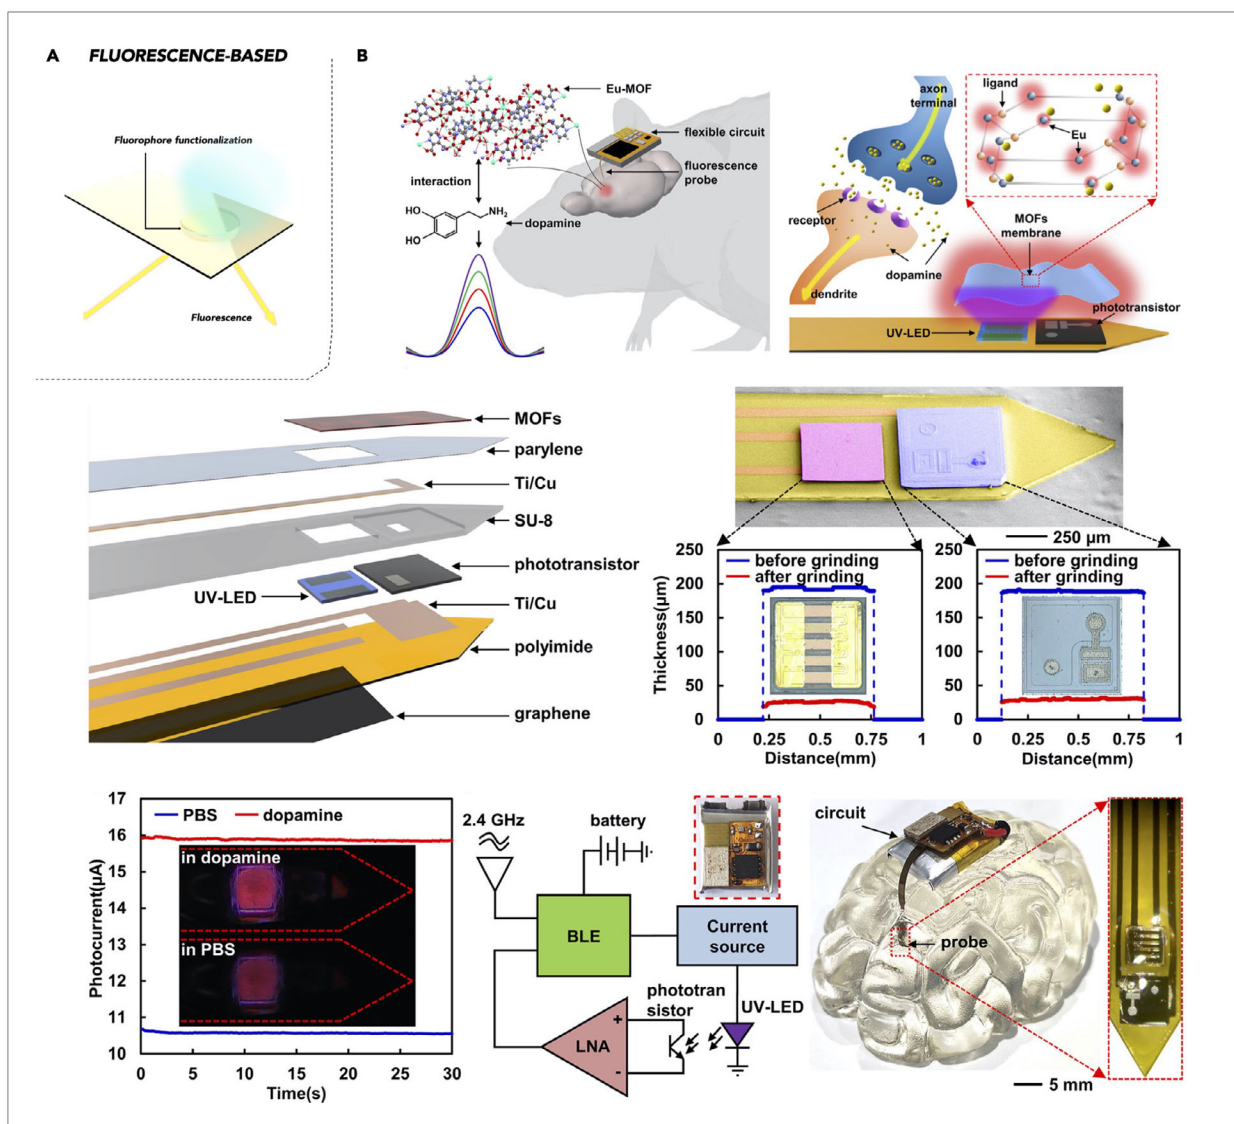 A FLUORESCENCE-BASED
Fluorophore functionalization
Fluorescence
B
Eu-MOF
flexible circuit
fluorescence
probe
interaction
HO
HO
NH2
dopamine
axon
terminal
receptor
dopamine
dendrite
ligand
Eu
MOFs
membrane
phototransistor
UV-LED
MOFs
parylene
Ti/Cu
SU-8
phototransistor
UV-LED
Ti/Cu
polyimide
graphene
250 µm
Thickness(µm)
250
200
150
100
50
0
before grinding
after grinding
0 0.25 0.5 0.75 1
Distance(mm)
250
200
150
100
50
0
before grinding
after grinding
0 0.25 0.5 0.75 1
Distance(mm)
Photocurrent(µA)
17
16
15
14
13
12
11
10
PBS dopamine
in dopamine
in PBS
0 5 10 15 20 25 30
Time(s)
2.4 GHz
battery
BLE
Current
source
LNA
+
-
phototran
sistor
UV-LED
circuit
probe
5 mm